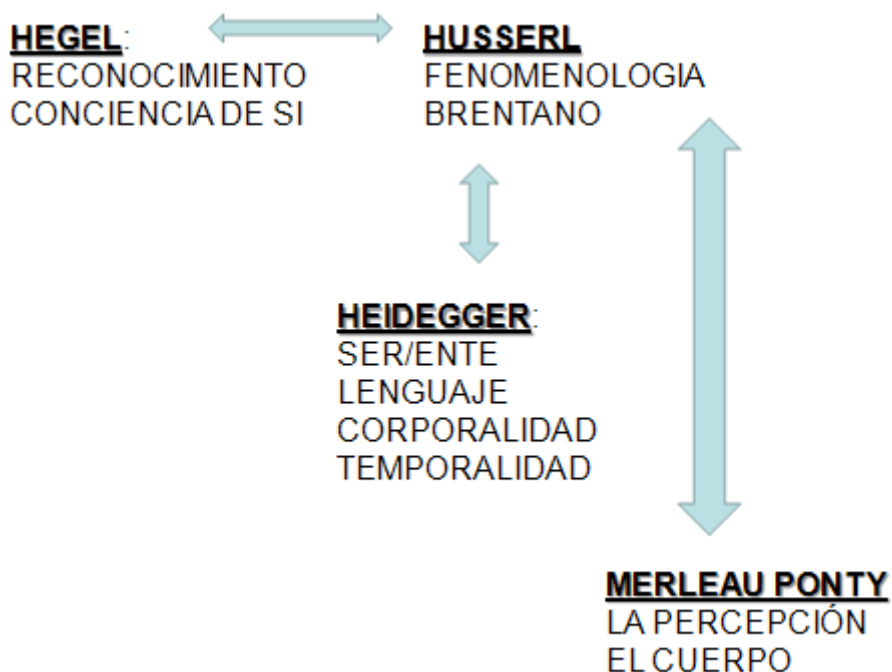 HEGEL:
RECONOCIMIENTO
CONCIENCIA DE SI
HUSSERL
FENOMENOLOGIA
BRENTANO
HEIDEGGER:
SER/ENTE
LENGUAJE
CORPORALIDAD
TEMPORALIDAD
MERLEAU PONTY
LA PERCEPCIÓN
EL CUERPO